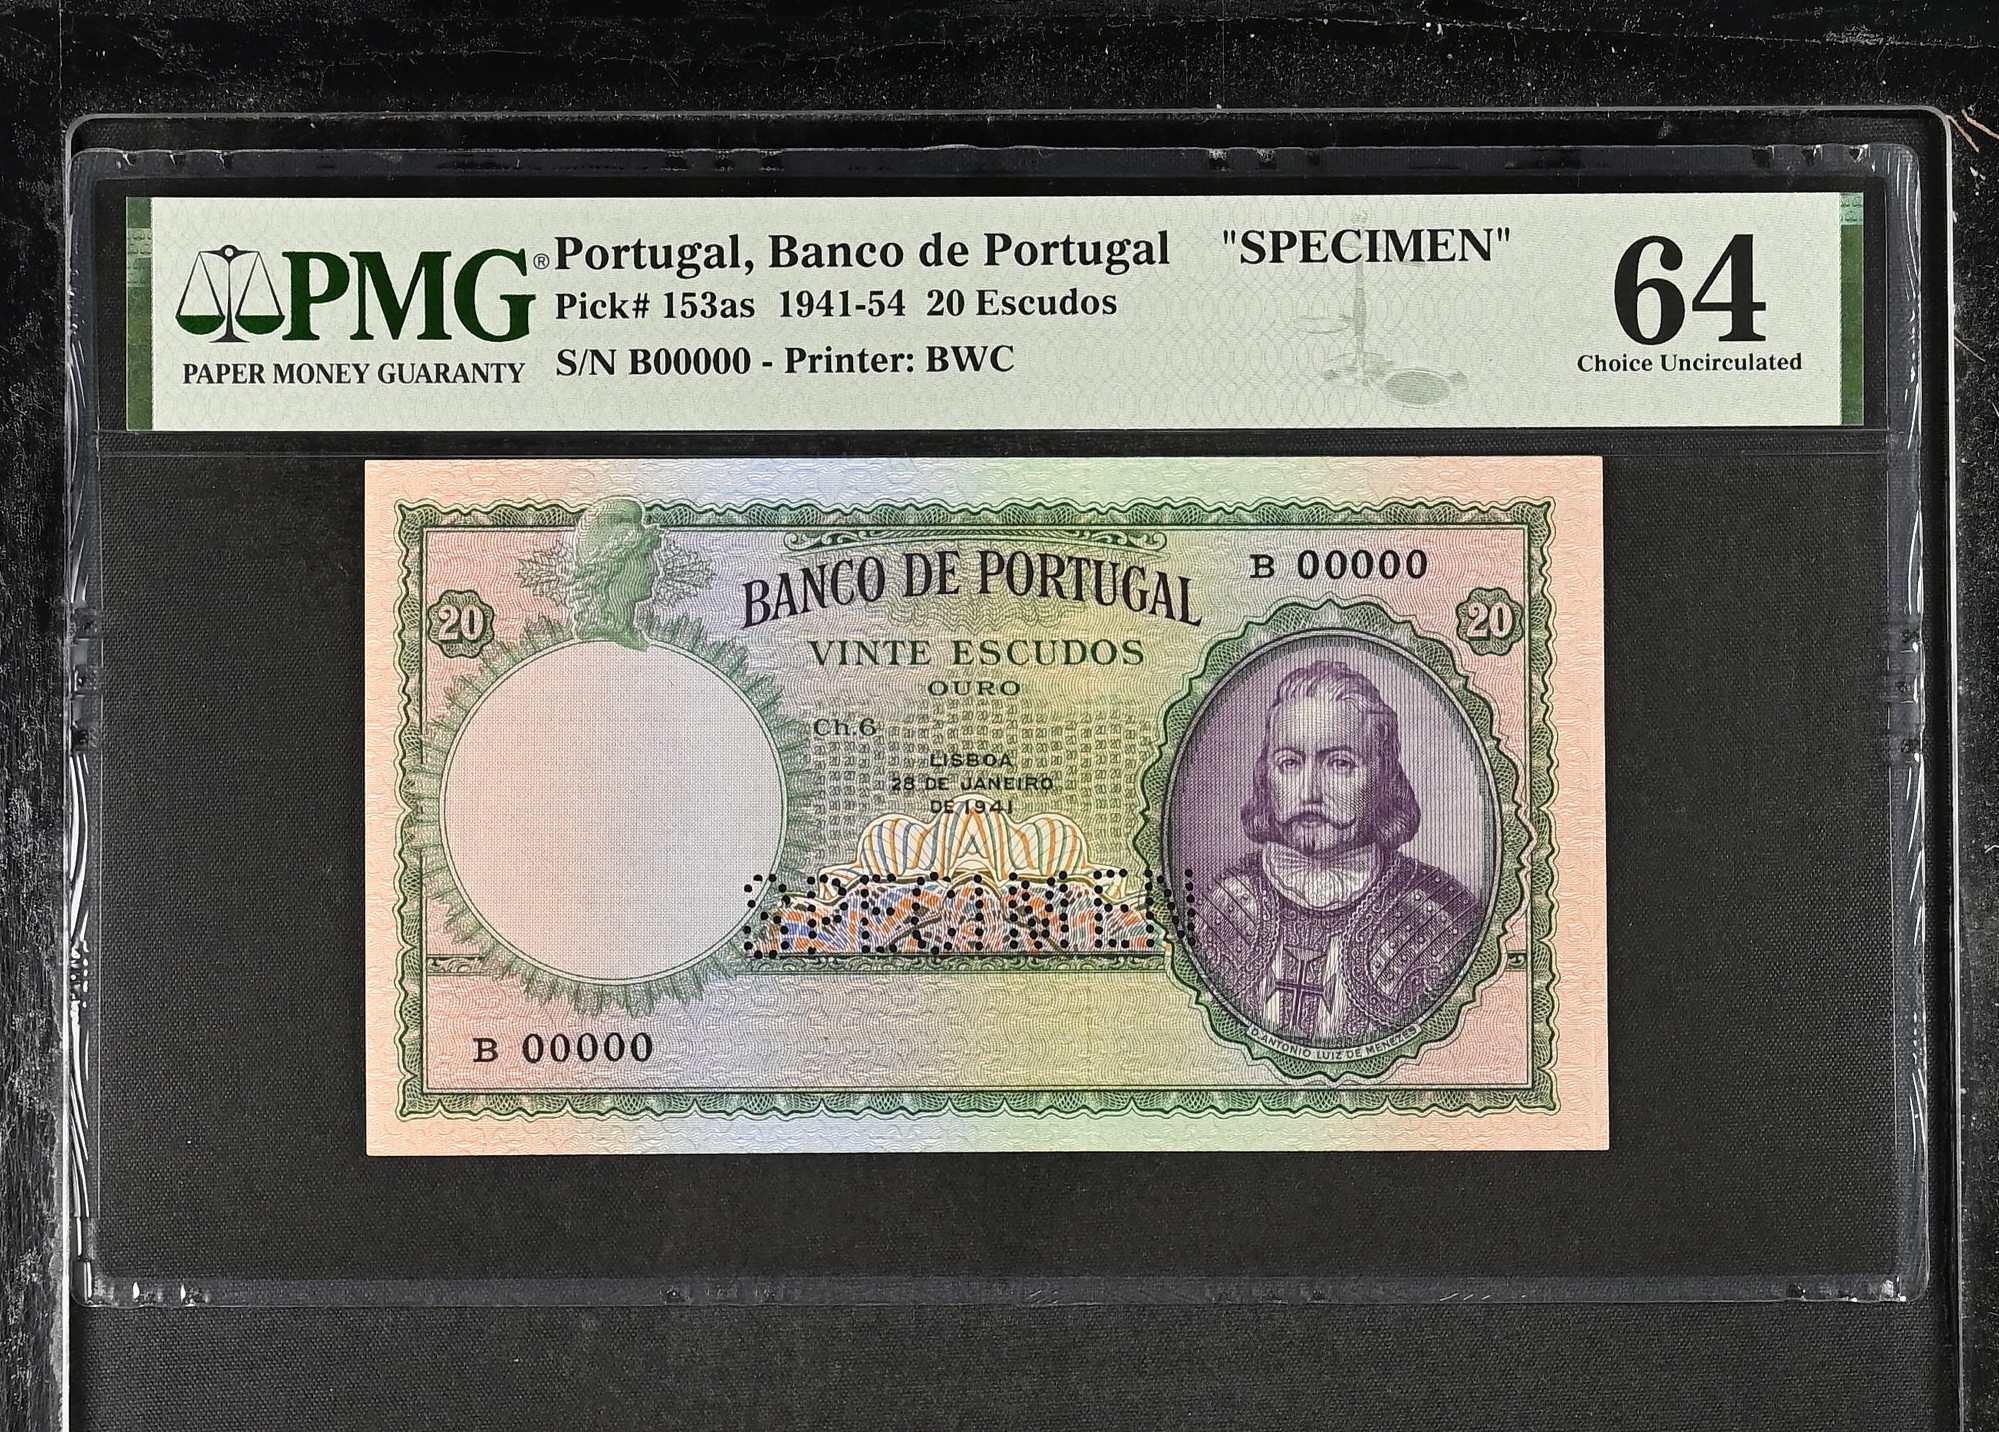 PMG®
PAPER MONEY GUARANTY
Portugal, Banco de Portugal "SPECIMEN"
Pick# 153as 1941-54 20 Escudos
S/N B00000 - Printer: BWC
64
Choice Uncirculated
BANCO DE PORTUGAL
B 00000
20
20
VINTE ESCUDOS
OURO
Ch.6
LISBOA
28 DE JANEIRO
DE 1941
D. ANTONIO LUIZ DE MENEZES
B 00000